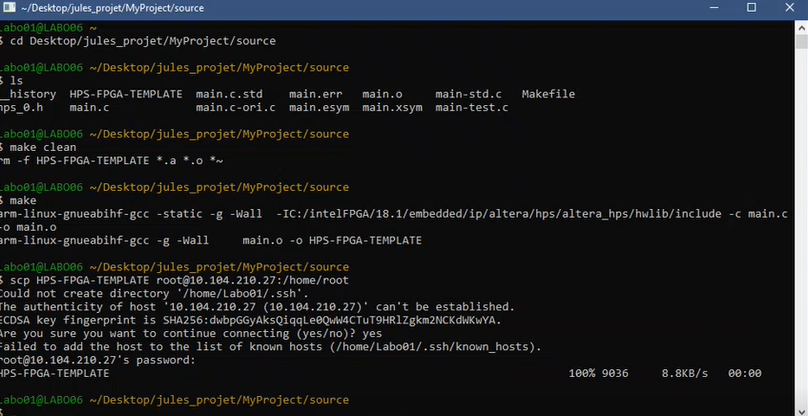 ~/Desktop/jules_projet/MyProject/source
Labo01@LABO06 ~
$ cd Desktop/jules_projet/MyProject/source
Labo01@LABO06 ~/Desktop/jules_projet/MyProject/source
$ ls
__history HPS-FPGA-TEMPLATE main.c.std main.err main.o main-std.c Makefile
hps_0.h main.c main.c-ori.c main.esym main.xsym main-test.c
Labo01@LABO06 ~/Desktop/jules_projet/MyProject/source
$ make clean
rm -f HPS-FPGA-TEMPLATE *.a *.o *~
Labo01@LABO06 ~/Desktop/jules_projet/MyProject/source
$ make
arm-linux-gnueabihf-gcc -static -g -Wall -IC:/intelFPGA/18.1/embedded/ip/altera/hps/altera_hps/hwlib/include -c main.c
-o main.o
arm-linux-gnueabihf-gcc -g -Wall main.o -o HPS-FPGA-TEMPLATE
Labo01@LABO06 ~/Desktop/jules_projet/MyProject/source
$ scp HPS-FPGA-TEMPLATE root@10.104.210.27:/home/root
Could not create directory '/home/Labo01/.ssh'.
The authenticity of host '10.104.210.27 (10.104.210.27)' can't be established.
ECDSA key fingerprint is SHA256:dwbpGGyAksQiqqLe0QwW4CTuT9HRlZgkm2NCKdWKwYA.
Are you sure you want to continue connecting (yes/no)? yes
Failed to add the host to the list of known hosts (/home/Labo01/.ssh/known_hosts).
root@10.104.210.27's password:
HPS-FPGA-TEMPLATE 100% 9036 8.8KB/s 00:00
Labo01@LABO06 ~/Desktop/jules_projet/MyProject/source
$